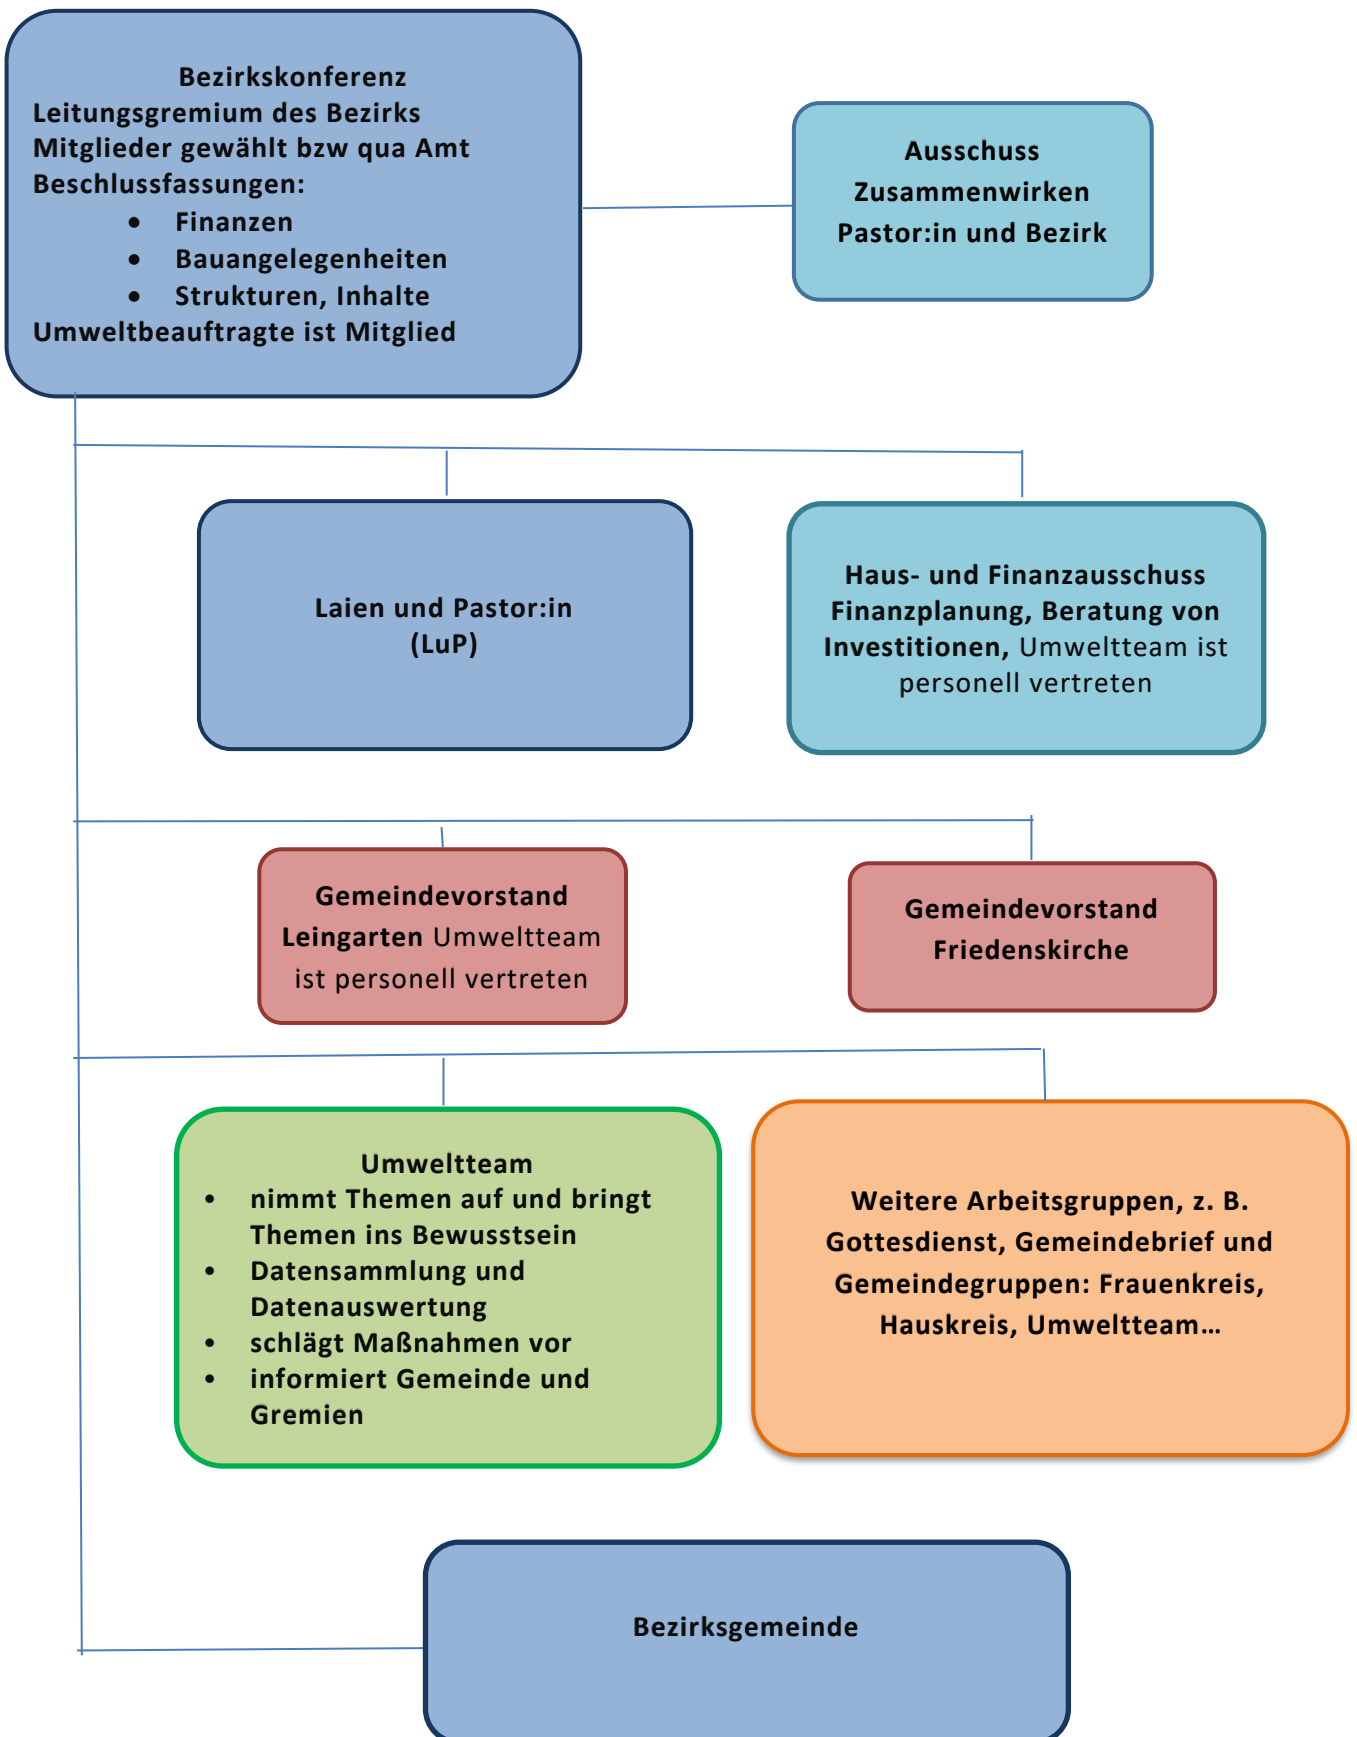 Bezirkskonferenz
Leitungsgremium des Bezirks
Mitglieder gewählt bzw qua Amt
Beschlussfassungen:
• Finanzen
• Bauangelegenheiten
• Strukturen, Inhalte
Umweltbeauftragte ist Mitglied
Ausschuss
Zusammenwirken
Pastor:in und Bezirk
Laien und Pastor:in
(LuP)
Haus- und Finanzausschuss
Finanzplanung, Beratung von
Investitionen, Umweltteam ist
personell vertreten
Gemeindevorstand
Leingarten Umweltteam
ist personell vertreten
Gemeindevorstand
Friedenskirche
Umweltteam
• nimmt Themen auf und bringt
Themen ins Bewusstsein
• Datensammlung und
Datenauswertung
• schlägt Maßnahmen vor
• informiert Gemeinde und
Gremien
Weitere Arbeitsgruppen, z. B.
Gottesdienst, Gemeindebrief und
Gemeindegruppen: Frauenkreis,
Hauskreis, Umweltteam…
Bezirksgemeinde